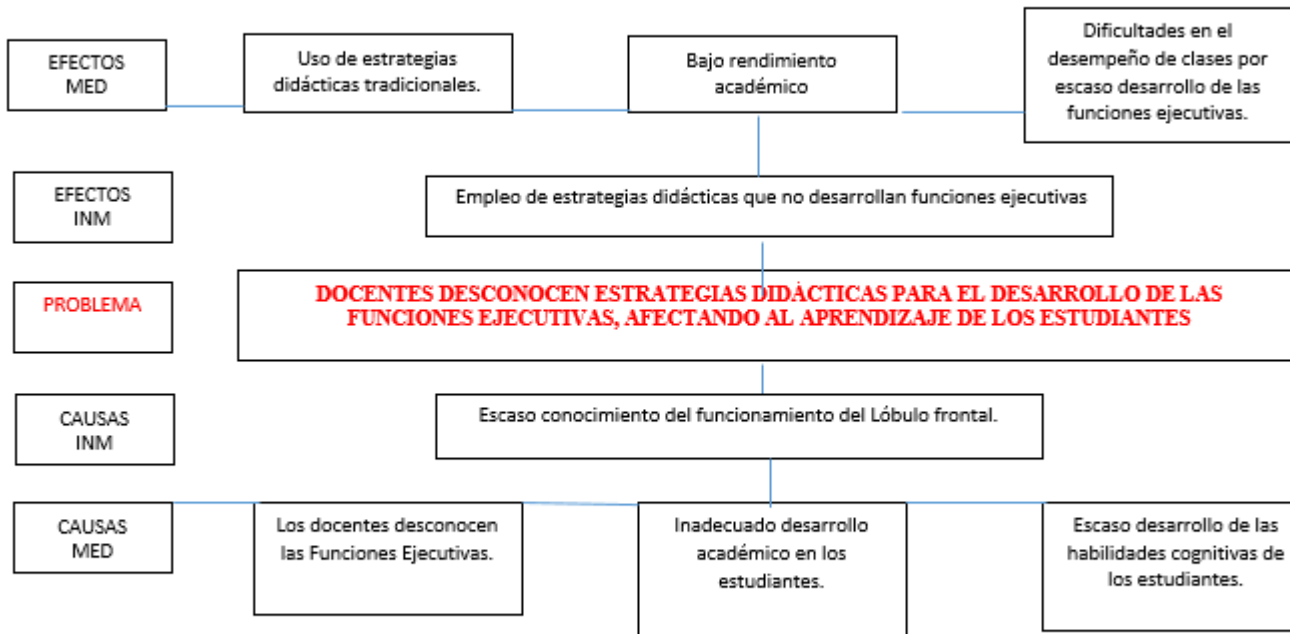 EFECTOS
MED
Uso de estrategias
didácticas tradicionales.
Bajo rendimiento
académico
Dificultades en el
desempeño de clases por
escaso desarrollo de las
funciones ejecutivas.
EFECTOS
INM
Empleo de estrategias didácticas que no desarrollan funciones ejecutivas
PROBLEMA
DOCENTES DESCONOCEN ESTRATEGIAS DIDÁCTICAS PARA EL DESARROLLO DE LAS
FUNCIONES EJECUTIVAS, AFECTANDO AL APRENDIZAJE DE LOS ESTUDIANTES
CAUSAS
INM
Escaso conocimiento del funcionamiento del Lóbulo frontal.
CAUSAS
MED
Los docentes desconocen
las Funciones Ejecutivas.
Inadecuado desarrollo
académico en los
estudiantes.
Escaso desarrollo de las
habilidades cognitivas de
los estudiantes.